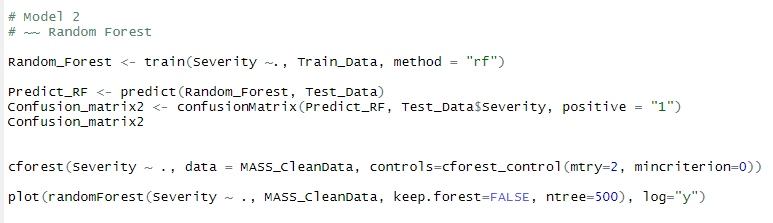 # Model 2
# ~~ Random Forest
Random_Forest <- train(Severity ~., Train_Data, method = "rf")
Predict_RF <- predict(Random_Forest, Test_Data)
Confusion_matrix2 <- confusionMatrix(Predict_RF, Test_Data$Severity, positive = "1")
Confusion_matrix2
cforest(Severity ~ ., data = MASS_CleanData, controls=cforest_control(mtry=2, mincriterion=0))
plot(randomForest(Severity ~ ., MASS_CleanData, keep.forest=FALSE, ntree=500), log="y")